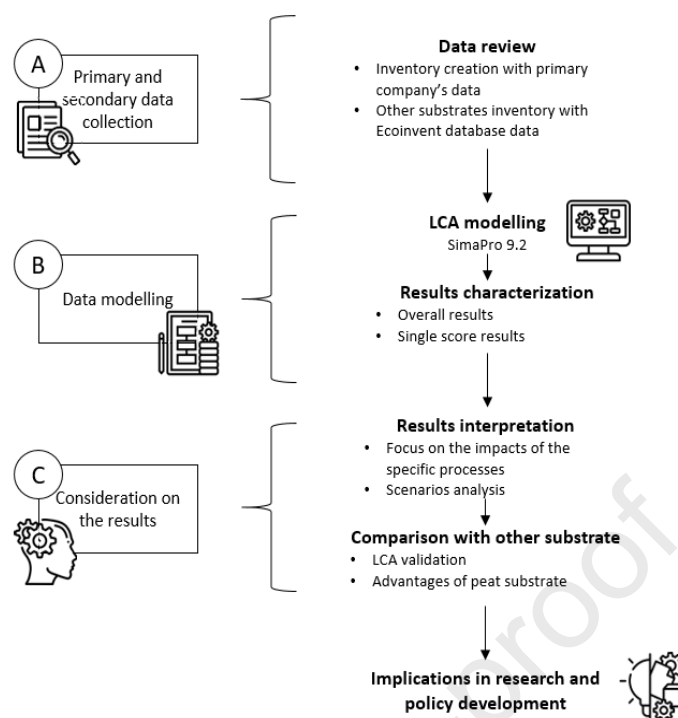 A
Primary and
secondary data
collection
Data review
• Inventory creation with primary
company's data
• Other substrates inventory with
Ecoinvent database data
B
Data modelling
LCA modelling
SimaPro 9.2
Results characterization
• Overall results
• Single score results
C
Consideration on
the results
Results interpretation
• Focus on the impacts of the
specific processes
• Scenarios analysis
Comparison with other substrate
• LCA validation
• Advantages of peat substrate
Implications in research and
policy development
proof